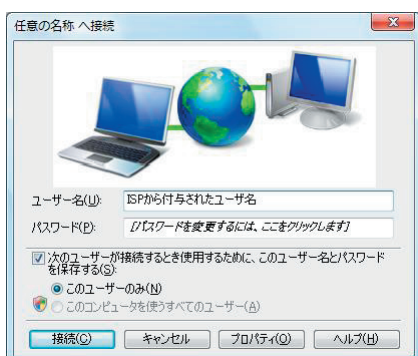 任意の名称 へ接続
ユーザー名(U): ISPから付与されたユーザ名
パスワード(P): [パスワードを変更するには、ここをクリックします]
次のユーザーが接続するとき使用するために、このユーザー名とパスワード
を保存する(S):
このユーザーのみ(N)
このコンピュータを使うすべてのユーザー(A)
接続(C) キャンセル プロパティ(O) ヘルプ(H)